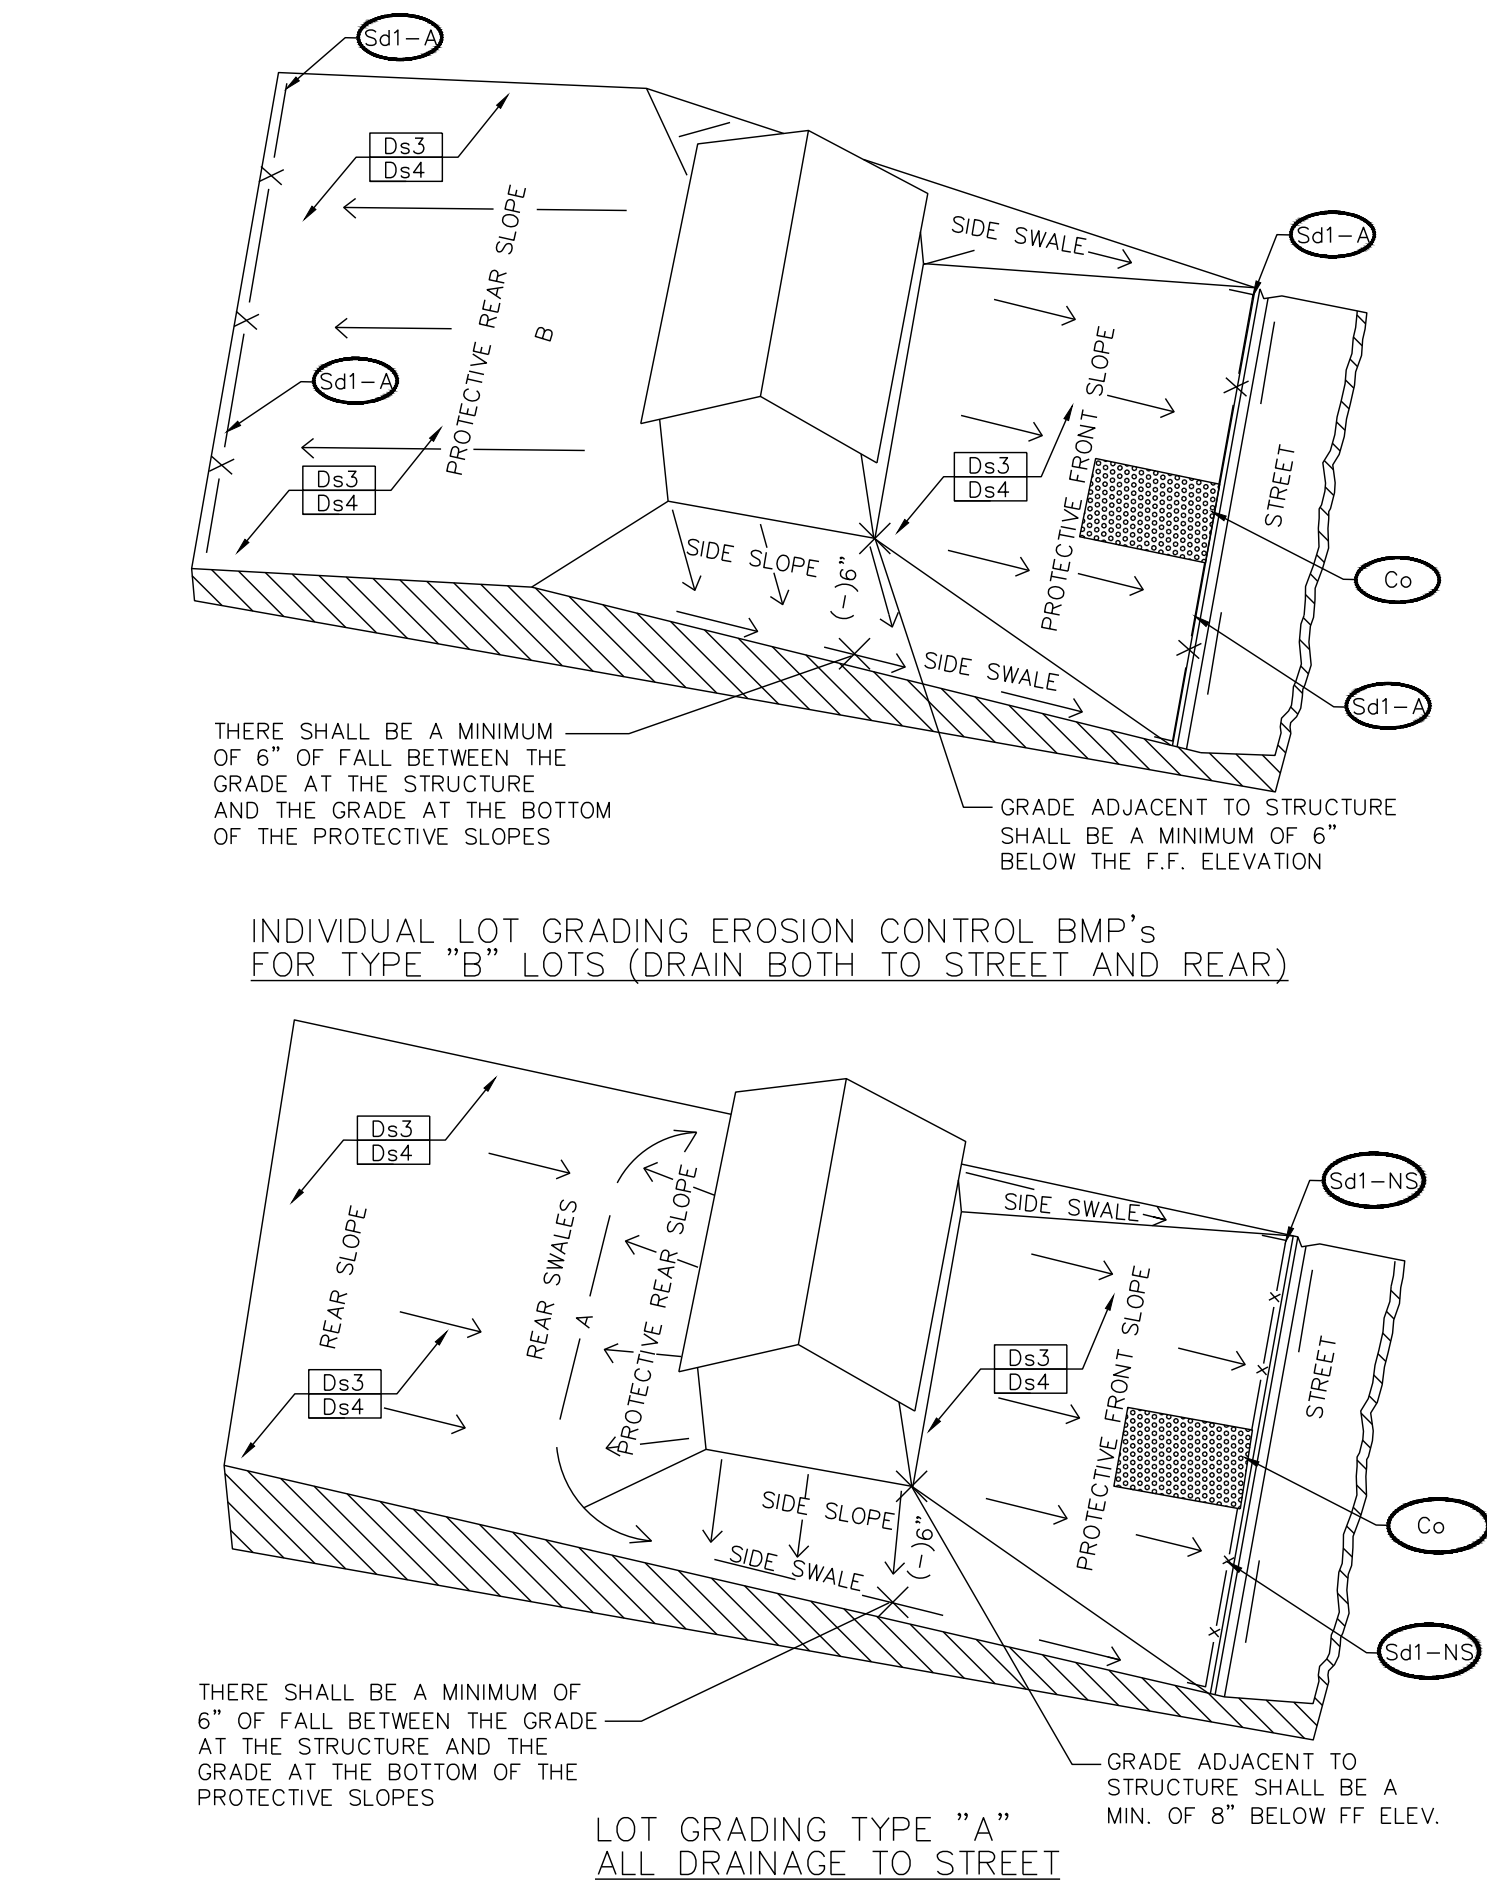 Sd1-A
Ds3
Ds4
PROTECTIVE REAR SLOPE
B
Sd1-A
Ds3
Ds4
SIDE SWALE
Sd1-A
PROTECTIVE FRONT SLOPE
Ds3
Ds4
STREET
SIDE SLOPE
(-)6"
Co
SIDE SWALE
Sd1-A
THERE SHALL BE A MINIMUM
OF 6" OF FALL BETWEEN THE
GRADE AT THE STRUCTURE
AND THE GRADE AT THE BOTTOM
OF THE PROTECTIVE SLOPES
GRADE ADJACENT TO STRUCTURE
SHALL BE A MINIMUM OF 6"
BELOW THE F.F. ELEVATION
INDIVIDUAL LOT GRADING EROSION CONTROL BMP's
FOR TYPE "B" LOTS (DRAIN BOTH TO STREET AND REAR)
Ds3
Ds4
REAR SLOPE
REAR SWALES
A
PROTECTIVE REAR SLOPE
Ds3
Ds4
SIDE SWALE
Sd1-NS
PROTECTIVE FRONT SLOPE
Ds3
Ds4
STREET
SIDE SLOPE
(-)6"
Co
SIDE SWALE
Sd1-NS
THERE SHALL BE A MINIMUM OF
6" OF FALL BETWEEN THE GRADE
AT THE STRUCTURE AND THE
GRADE AT THE BOTTOM OF THE
PROTECTIVE SLOPES
GRADE ADJACENT TO
STRUCTURE SHALL BE A
MIN. OF 8" BELOW FF ELEV.
LOT GRADING TYPE "A"
ALL DRAINAGE TO STREET